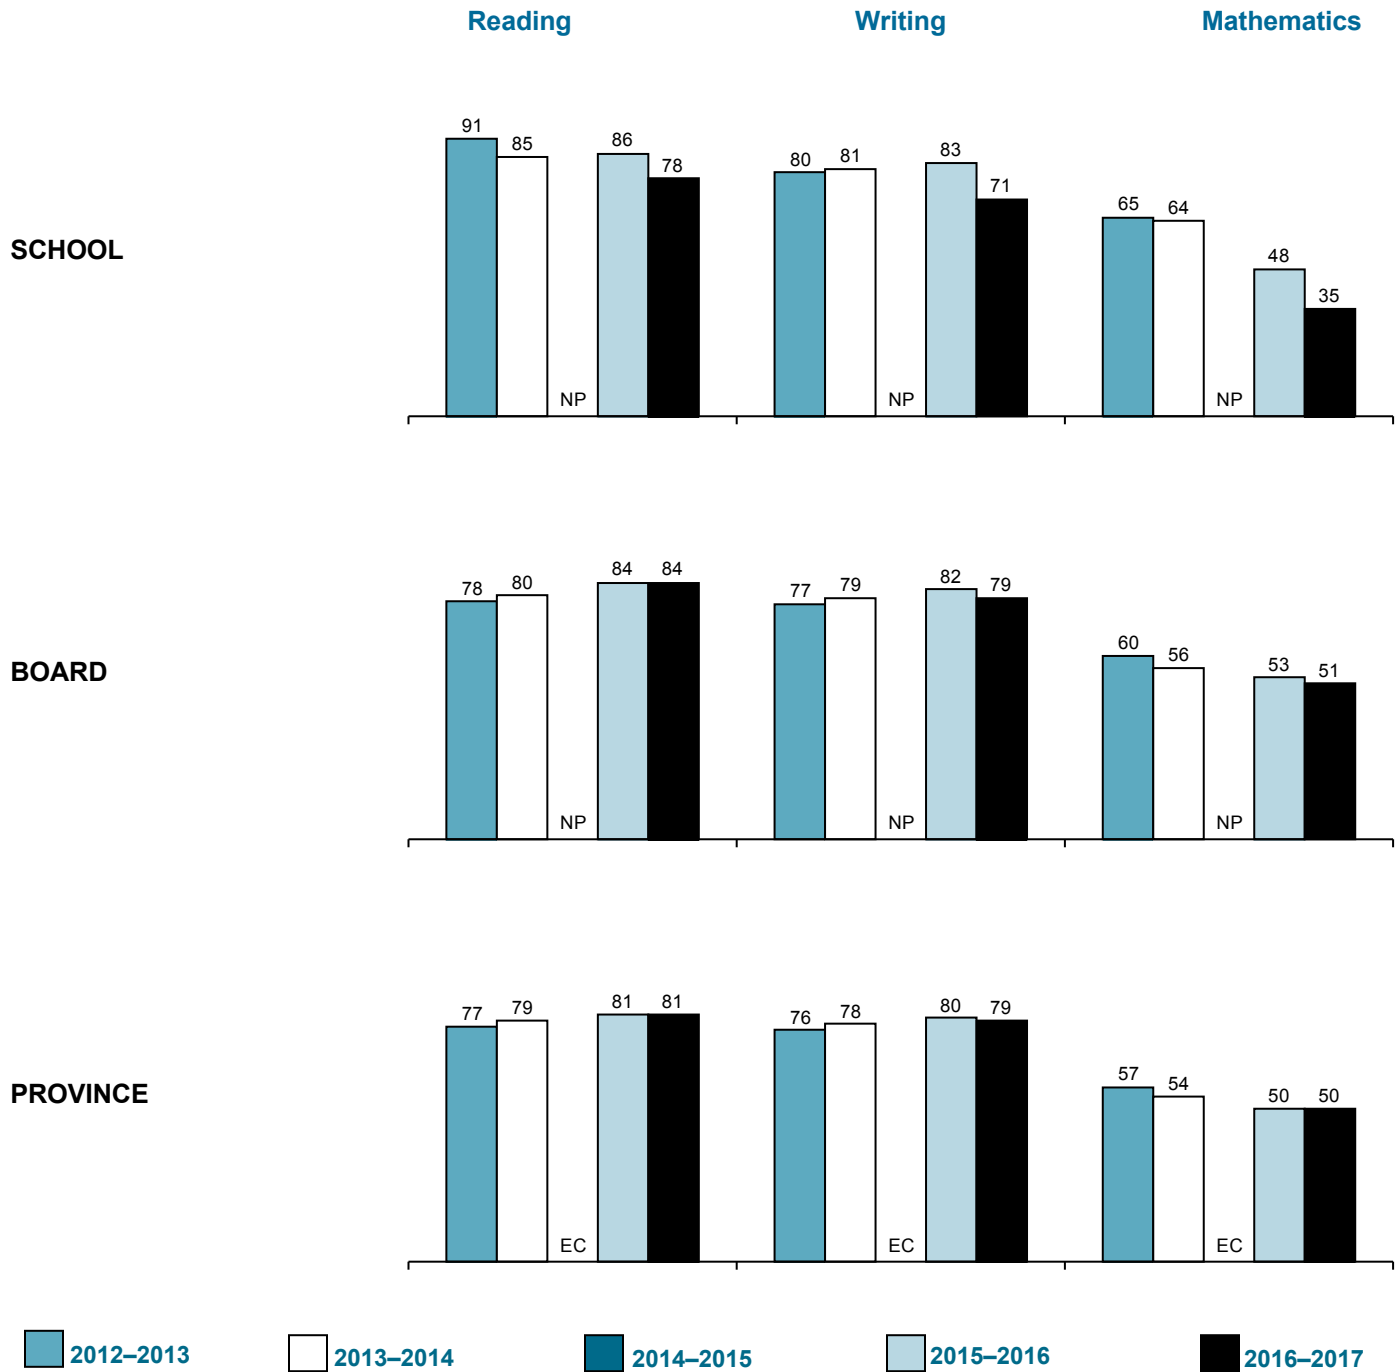 Reading Writing Mathematics
SCHOOL
91 85 NP 86 78 80 81 NP 83 71 65 64 NP 48 35
BOARD
78 80 NP 84 84 77 79 NP 82 79 60 56 NP 53 51
PROVINCE
77 79 EC 81 81 76 78 EC 80 79 57 54 EC 50 50
2012–2013 2013–2014 2014–2015 2015–2016 2016–2017